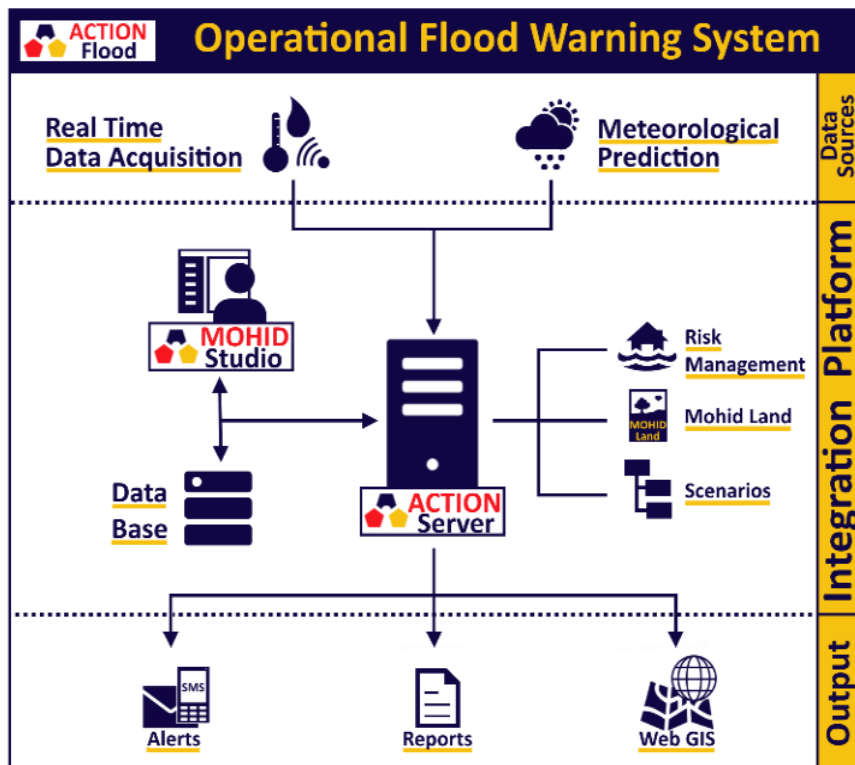 ACTION
Flood
Operational Flood Warning System
Real Time
Data Acquisition
Meteorological
Prediction
Data
Sources
MOHID
Studio
Data
Base
ACTION
Server
Risk
Management
MOHID
Land
Mohid Land
Scenarios
Integration Platform
SMS
Alerts
Reports
Web GIS
Output